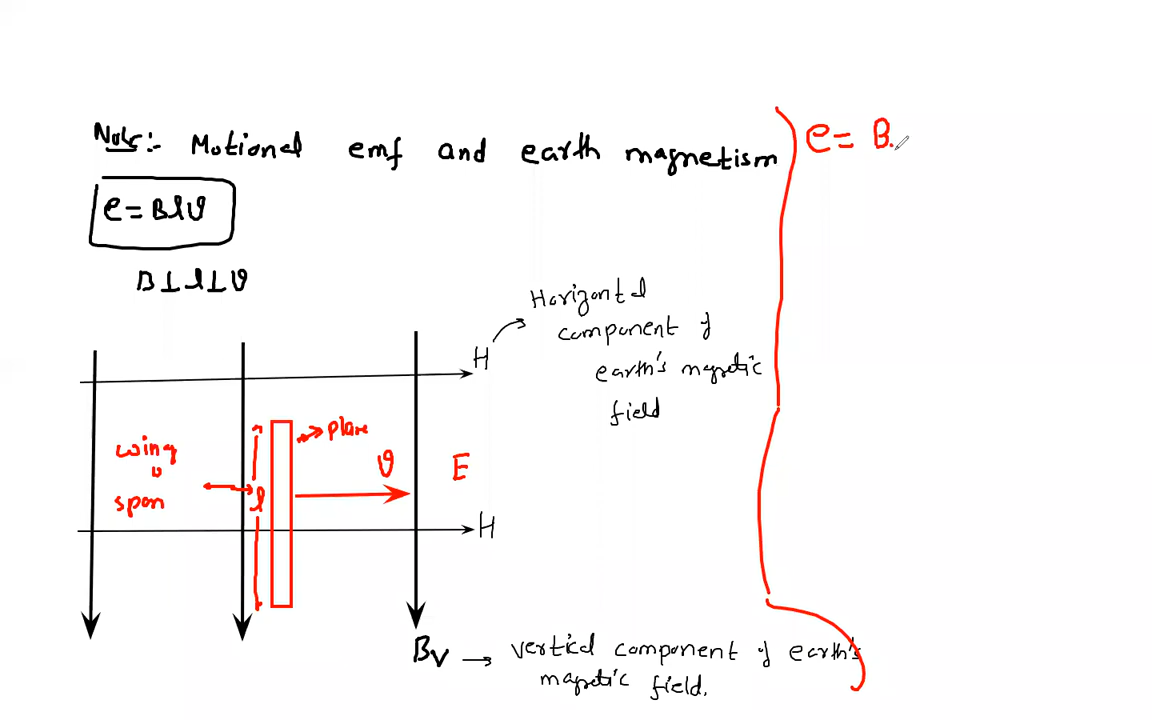 Note:- Motional emf and earth magnetism
e = Blv
B⊥l⊥v
Horizontal
component of
earth's magnetic
field
H
plane
wing
span
l
v
E
H
Bv → vertical component of earth's
magnetic field.
e = B.